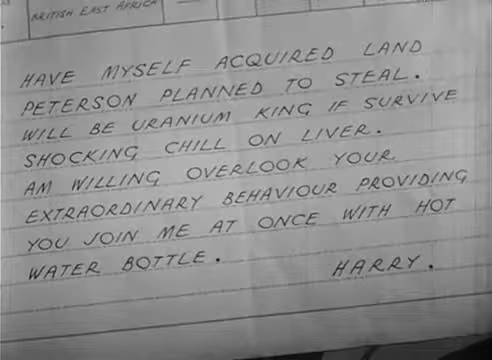 BRITISH EAST AFRICA
HAVE MYSELF ACQUIRED LAND
PETERSON PLANNED TO STEAL.
WILL BE URANIUM KING IF SURVIVE
SHOCKING CHILL ON LIVER.
AM WILLING OVERLOOK YOUR
EXTRAORDINARY BEHAVIOUR PROVIDING
YOU JOIN ME AT ONCE WITH HOT
WATER BOTTLE.
HARRY.